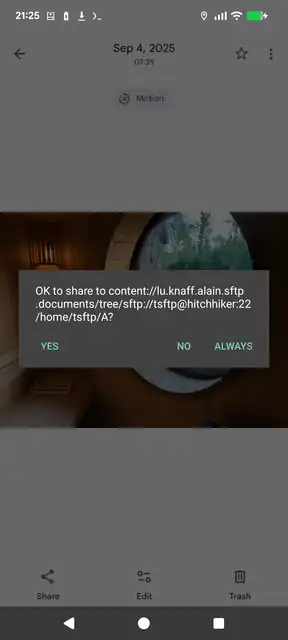 21:25
Sep 4, 2025
07:39
Motion
OK to share to content://lu.knaff.alain.sftp
.documents/tree/sftp://tsftp@hitchhiker:22
/home/tsftp/A?
YES NO ALWAYS
Share Edit Trash